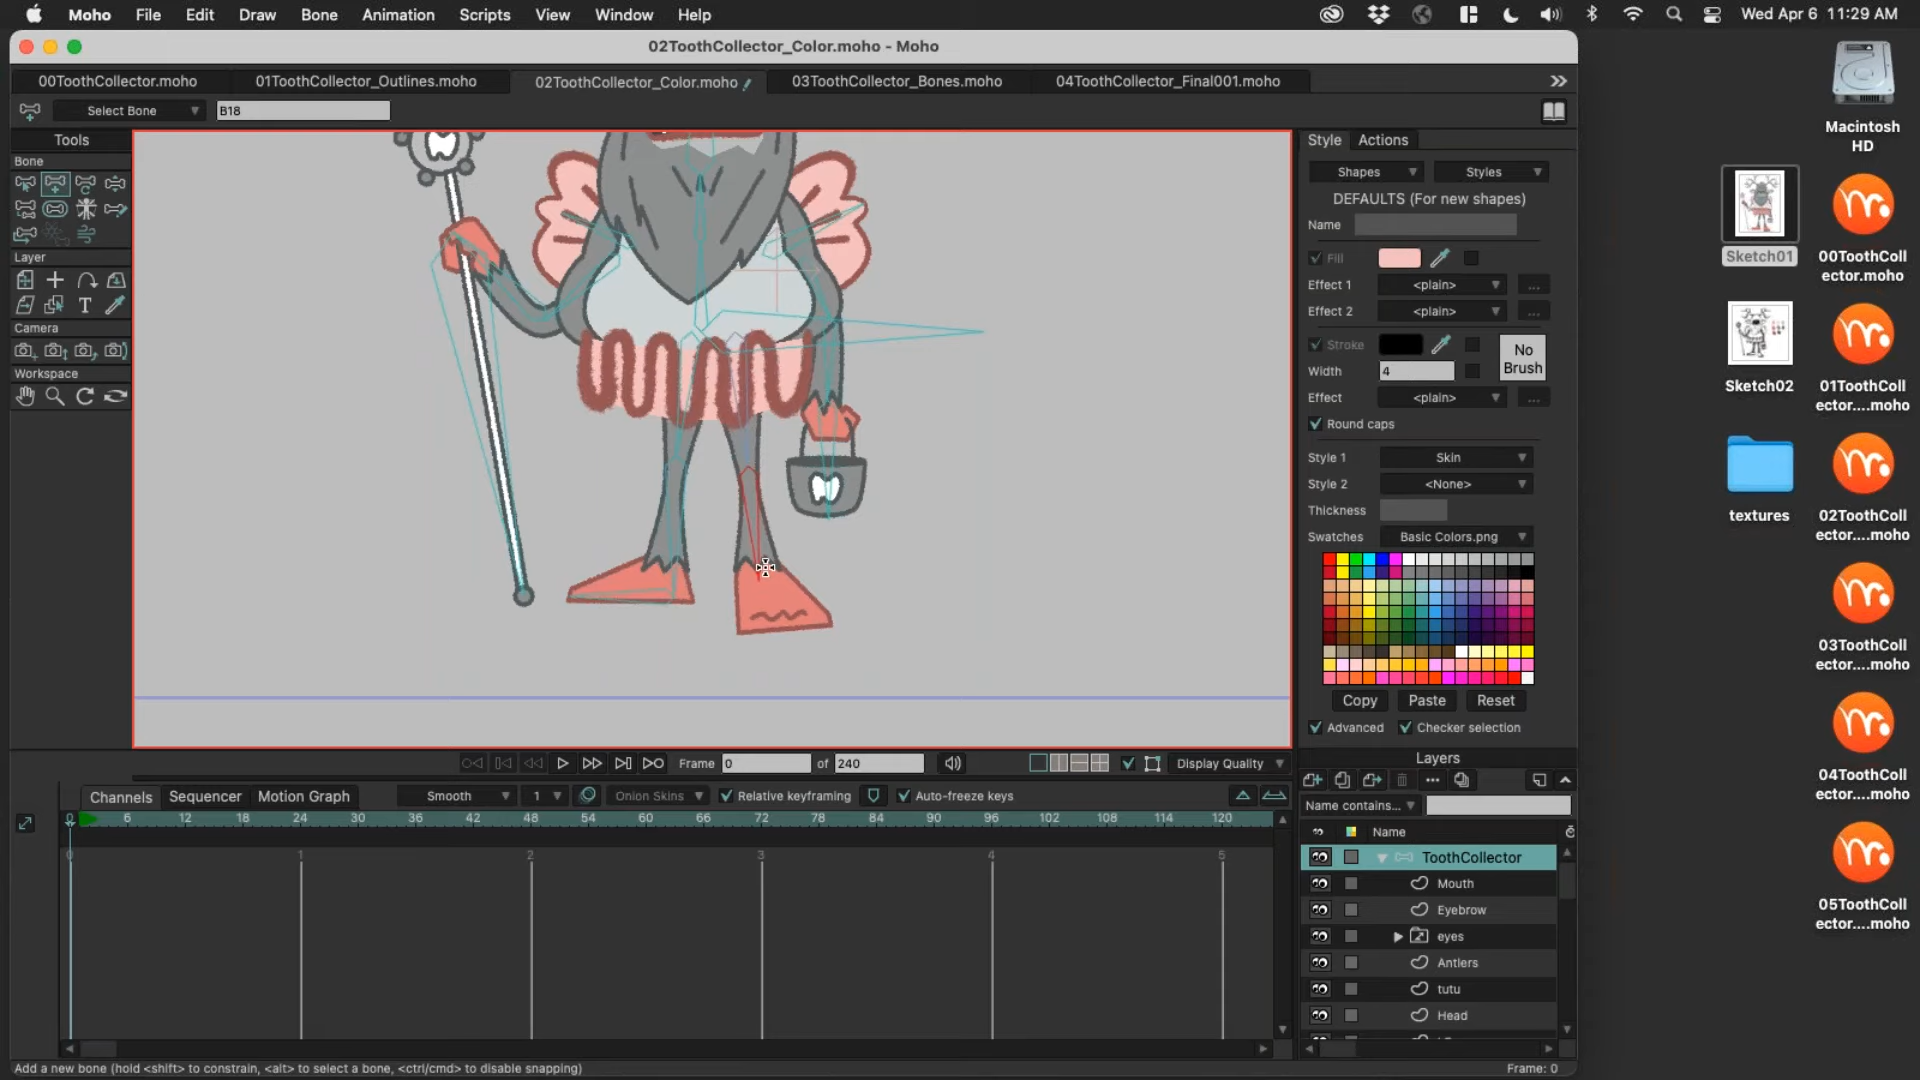 Moho File Edit Draw Bone Animation Scripts View Window Help Wed Apr 6 11:29 AM
02ToothCollector_Color.moho - Moho
00ToothCollector.moho 01ToothCollector_Outlines.moho 02ToothCollector_Color.moho 03ToothCollector_Bones.moho 04ToothCollector_Final001.moho
Select Bone B18
Tools
Bone
Layer
Camera
Workspace
Style Actions
Shapes Styles
DEFAULTS (For new shapes)
Name
Fill
Effect 1 <plain> ...
Effect 2 <plain> ...
Stroke No Brush
Width 4
Effect <plain> ...
Round caps
Style 1 Skin
Style 2 <None>
Thickness
Swatches Basic Colors.png
Copy Paste Reset
Advanced Checker selection
Layers
Name contains...
Name
ToothCollector
Mouth
Eyebrow
eyes
Antlers
tutu
Head
Frame 0 of 240 Display Quality
Channels Sequencer Motion Graph Smooth 1 Onion Skins Relative keyframing Auto-freeze keys
0 6 12 18 24 30 36 42 48 54 60 66 72 78 84 90 96 102 108 114 120
0 1 2 3 4 5
Add a new bone (hold <shift> to constrain, <alt> to select a bone, <ctrl/cmd> to disable snapping) Frame: 0
Macintosh HD
Sketch01
00ToothColl
ector.moho
Sketch02
01ToothColl
ector....moho
textures
02ToothColl
ector....moho
03ToothColl
ector....moho
04ToothColl
ector....moho
05ToothColl
ector....moho